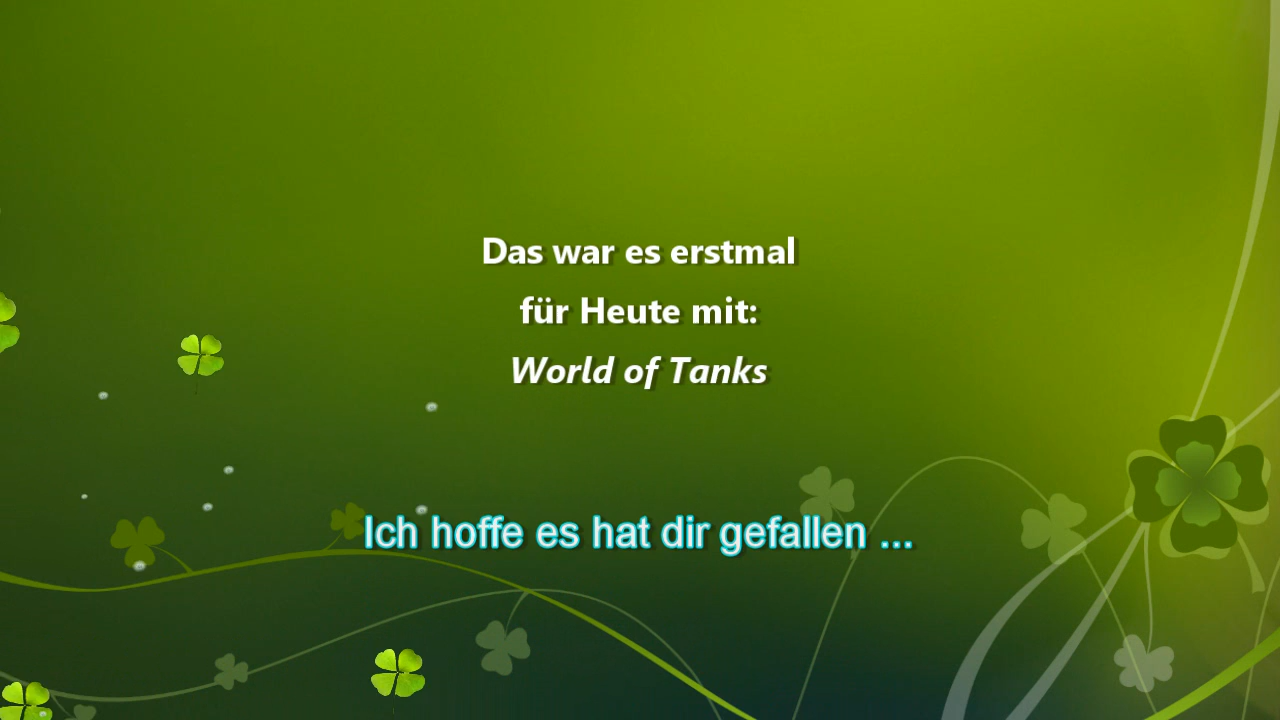 Das war es erstmal
für Heute mit:
World of Tanks
Ich hoffe es hat dir gefallen ...